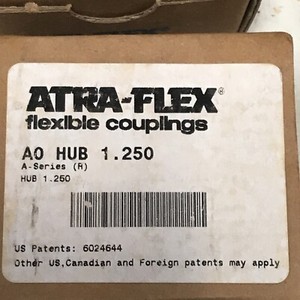 ATRA-FLEX®
flexible couplings
A0 HUB 1.250
A-Series (R)
HUB 1.250
US Patents: 6024644
Other US,Canadian and Foreign patents may apply